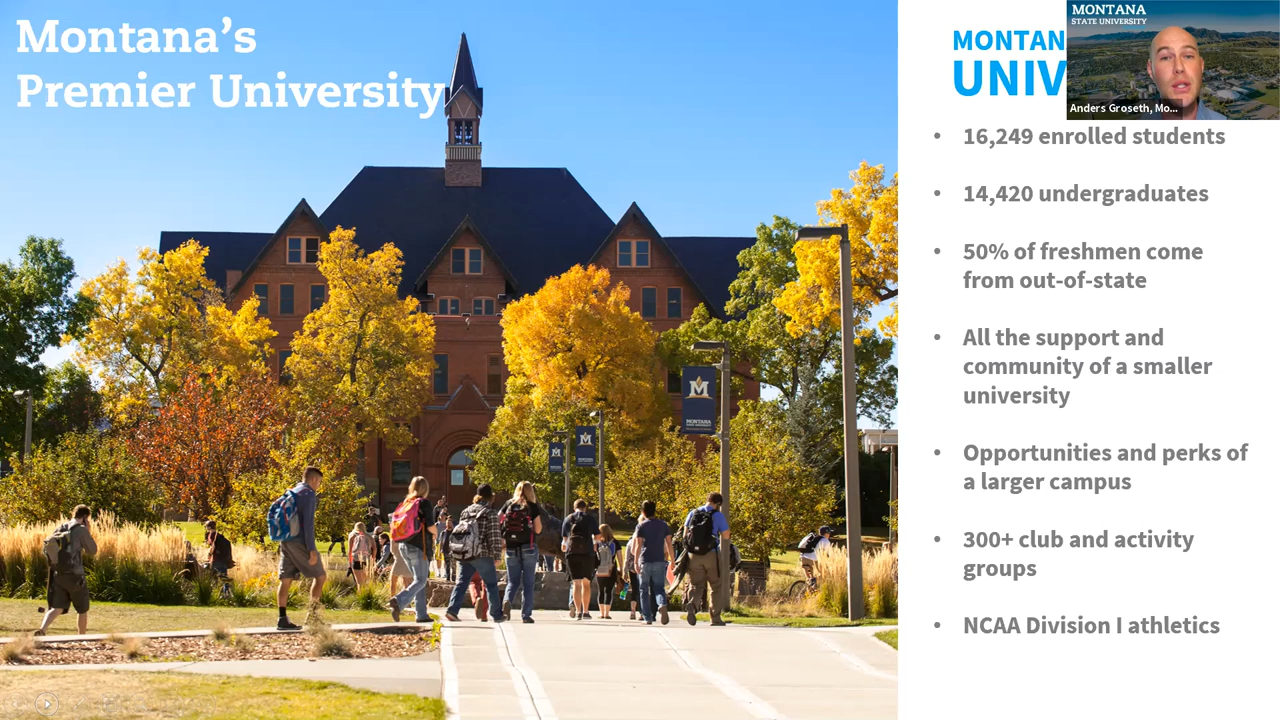 Montana's
Premier University
MONTANA
STATE UNIVERSITY
Anders Groseth, Mo...
MONTAN
UNIV
• 16,249 enrolled students
• 14,420 undergraduates
• 50% of freshmen come
from out-of-state
• All the support and
community of a smaller
university
• Opportunities and perks of
a larger campus
• 300+ club and activity
groups
• NCAA Division I athletics
M
MONTANA
M
M